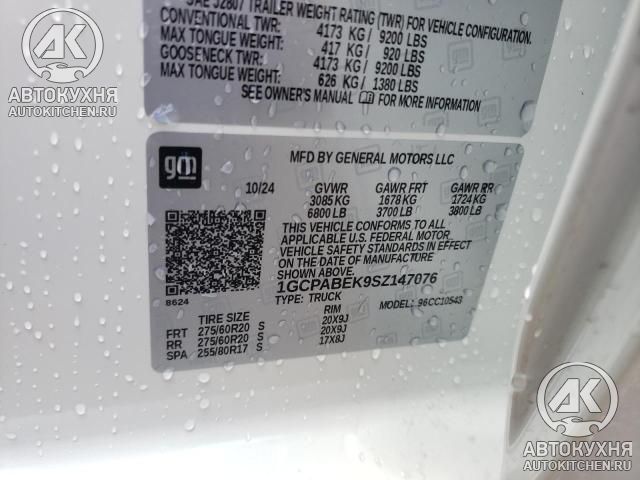 SAE J2807 TRAILER WEIGHT RATING (TWR) FOR VEHICLE CONFIGURATION.
CONVENTIONAL TWR: 4173 KG / 9200 LBS
MAX TONGUE WEIGHT: 417 KG / 920 LBS
GOOSENECK TWR: 4173 KG / 9200 LBS
MAX TONGUE WEIGHT: 626 KG / 1380 LBS
SEE OWNER'S MANUAL FOR MORE INFORMATION
AK
АВТОКУХНЯ
AUTOKITCHEN.RU
gm
MFD BY GENERAL MOTORS LLC
10/24 GVWR GAWR FRT GAWR RR
3085 KG 1678 KG 1724 KG
6800 LB 3700 LB 3800 LB
THIS VEHICLE CONFORMS TO ALL
APPLICABLE U.S. FEDERAL MOTOR
VEHICLE SAFETY STANDARDS IN EFFECT
ON THE DATE OF MANUFACTURE
SHOWN ABOVE.
1GCPABEK9SZ147076
8624
TYPE: TRUCK MODEL: 96CC10543
TIRE SIZE RIM
FRT 275/60R20 S 20X9J
RR 275/60R20 S 20X9J
SPA 255/80R17 S 17X8J
AK
АВТОКУХНЯ
WWW.AUTOKITCHEN.RU